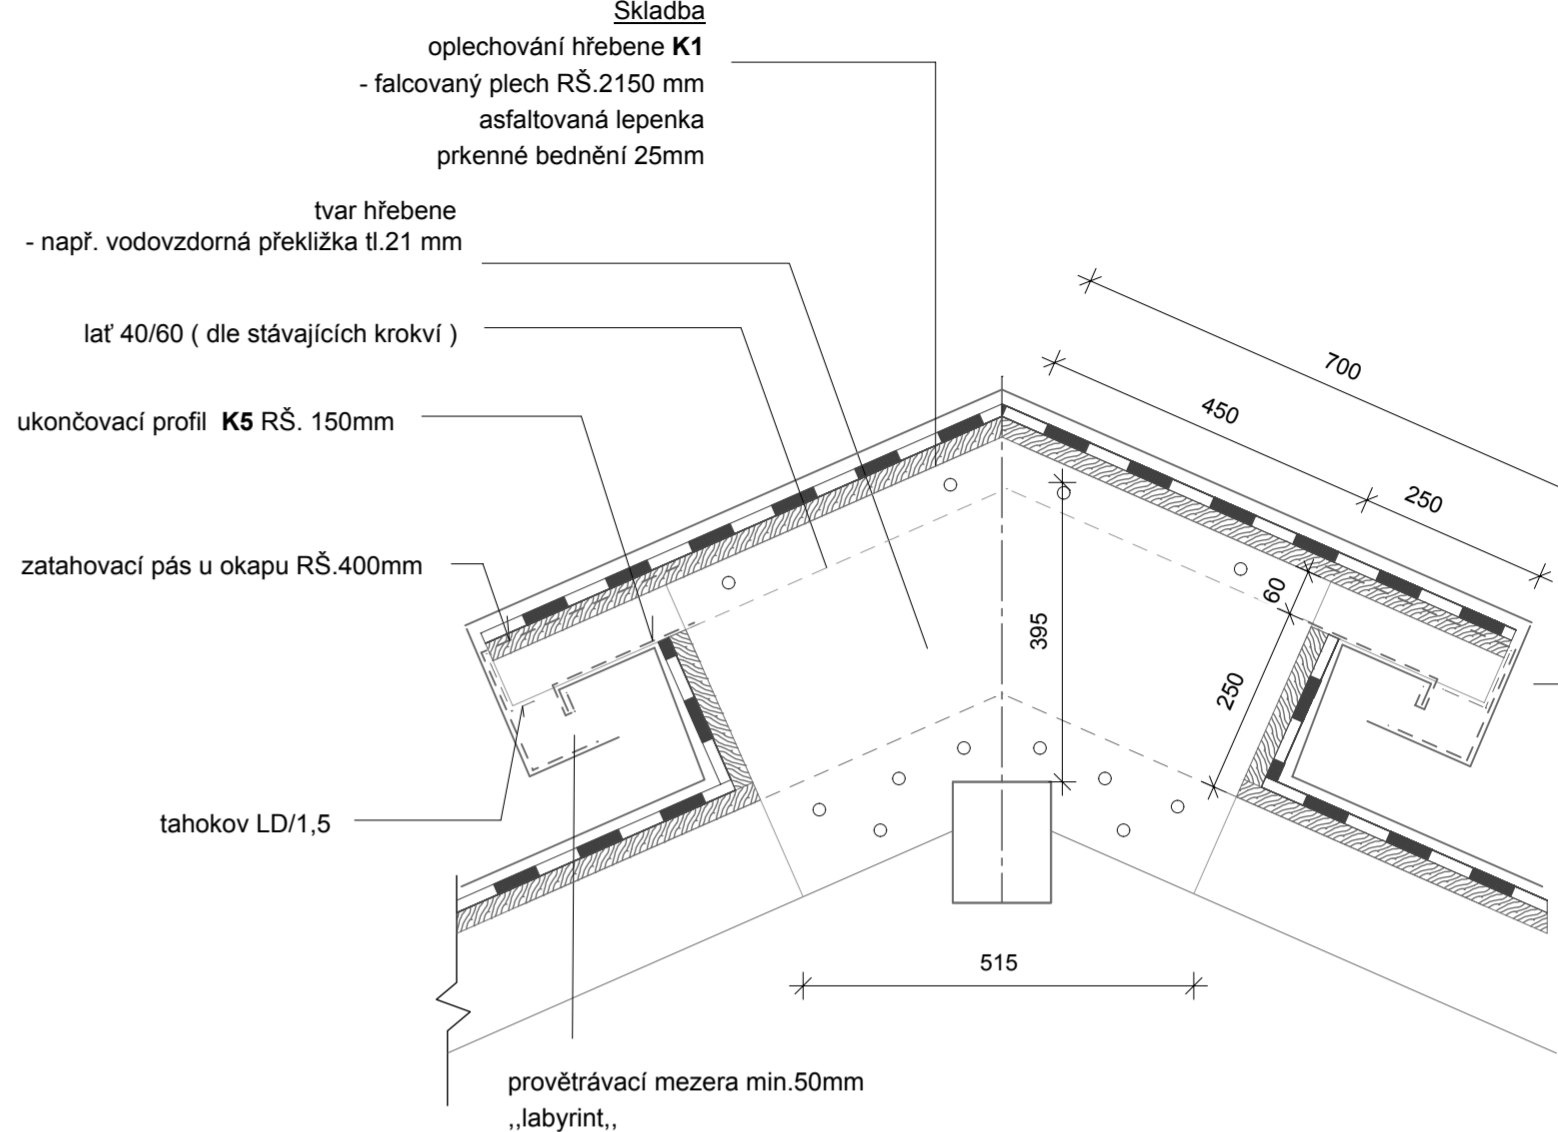 Skladba
oplechování hřebene K1
- falcovaný plech RŠ.2150 mm
asfaltovaná lepenka
prkenné bednění 25mm
tvar hřebene
- např. vodovzdorná překližka tl.21 mm
lať 40/60 ( dle stávajících krokví )
ukončovací profil K5 RŠ. 150mm
zatahovací pás u okapu RŠ.400mm
tahokov LD/1,5
provětrávací mezera min.50mm
,,labyrint,,
700
450
250
60
395
250
515